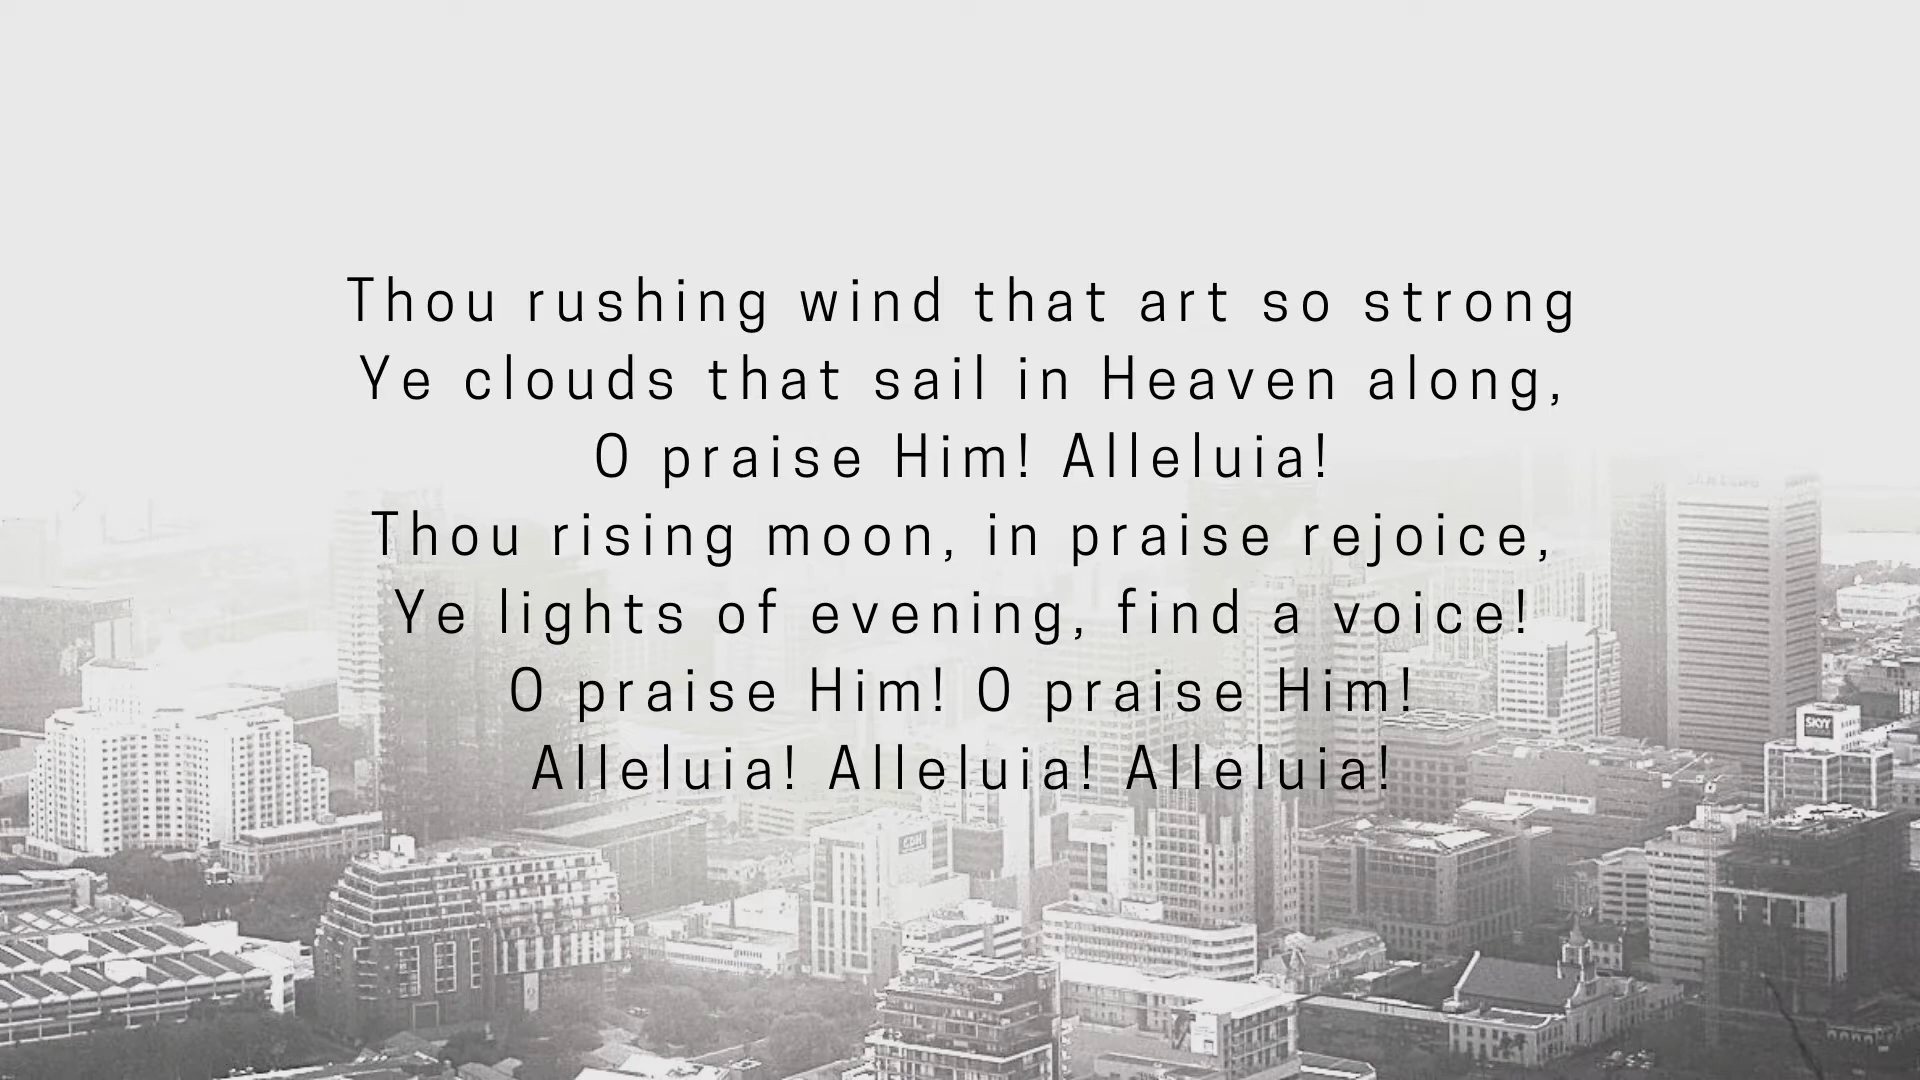 Thou rushing wind that art so strong
Ye clouds that sail in Heaven along,
O praise Him! Alleluia!
Thou rising moon, in praise rejoice,
Ye lights of evening, find a voice!
O praise Him! O praise Him!
Alleluia! Alleluia! Alleluia!
SKYY